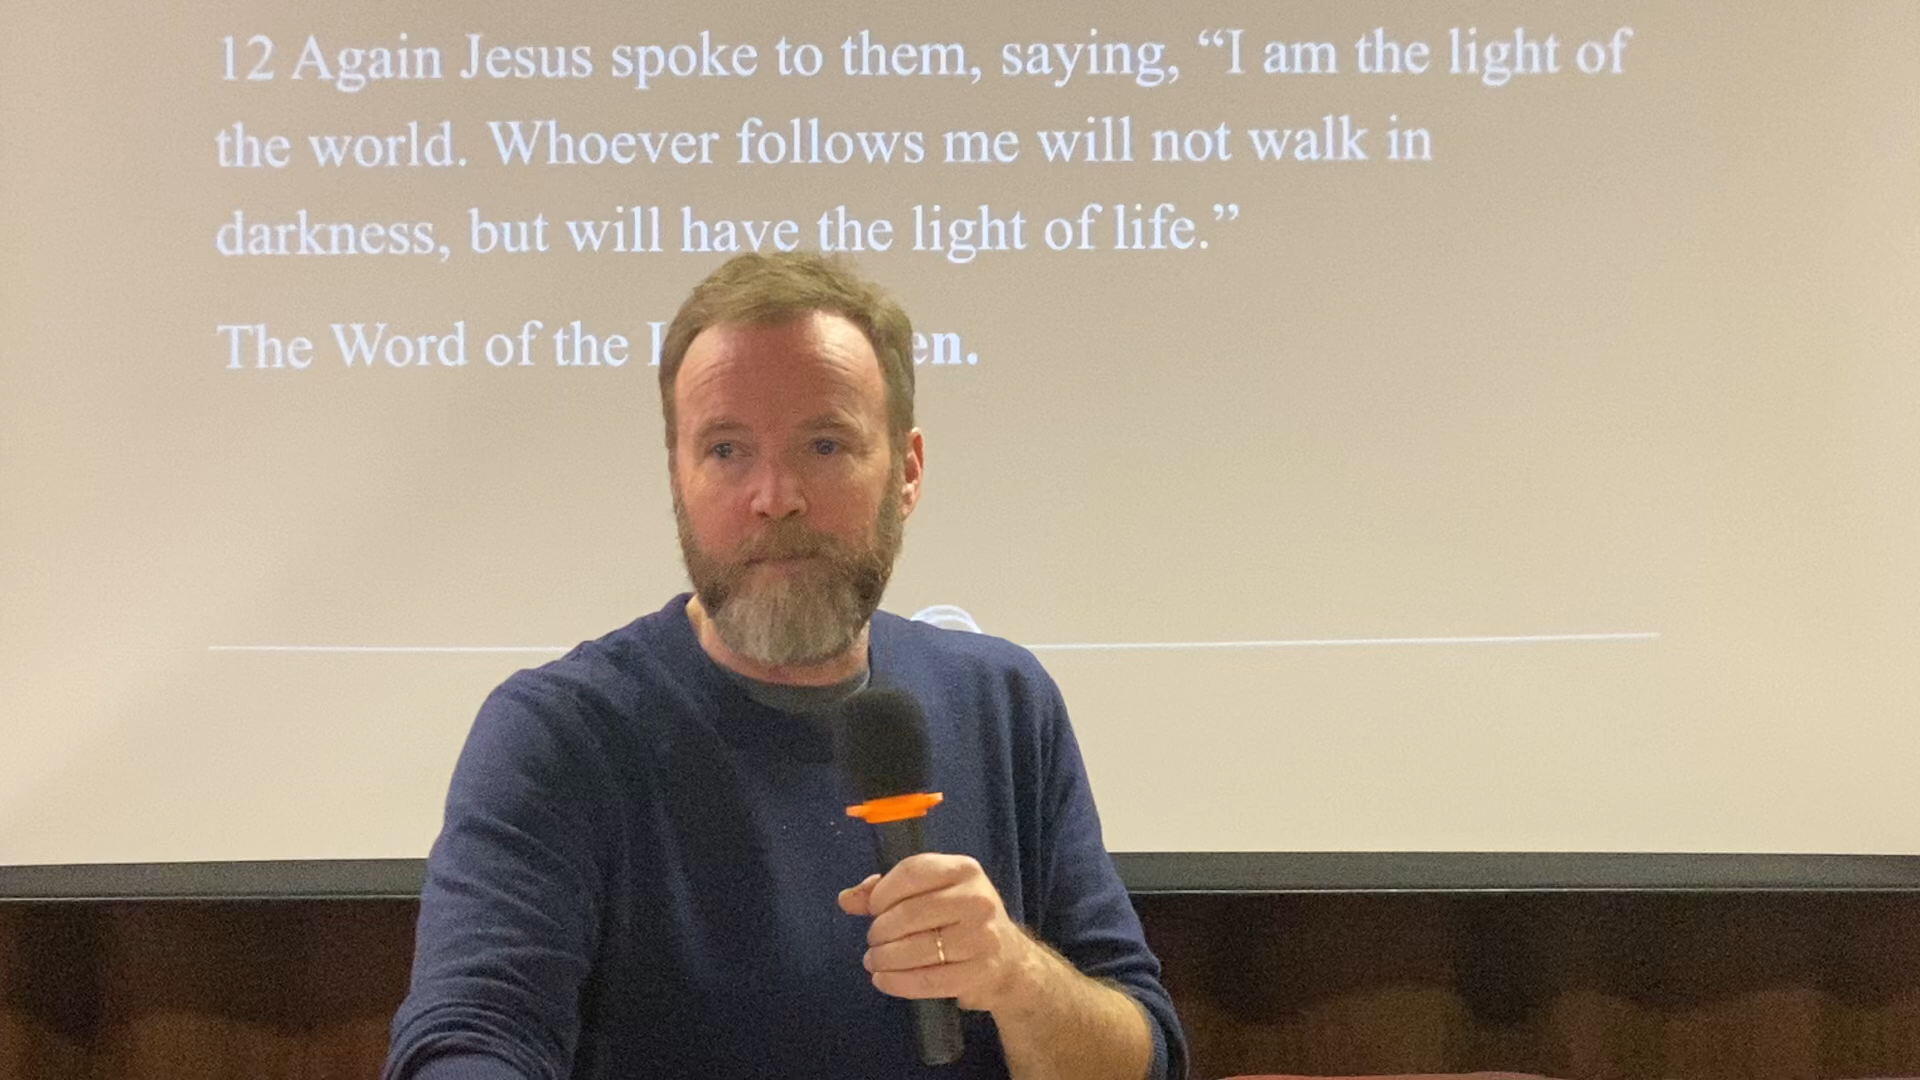 12 Again Jesus spoke to them, saying, “I am the light of
the world. Whoever follows me will not walk in
darkness, but will have the light of life.”
The Word of the